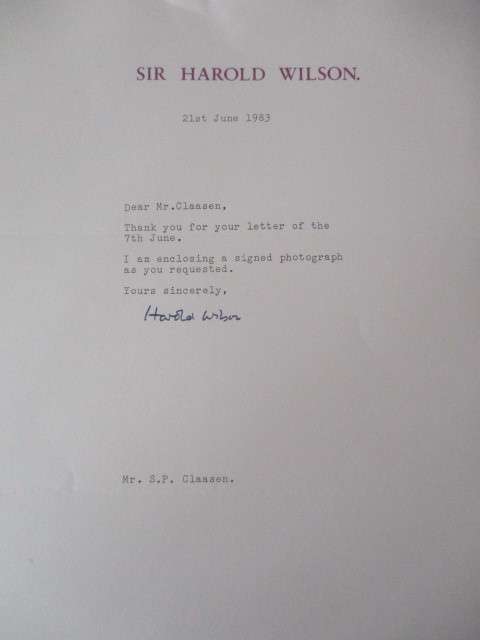 SIR HAROLD WILSON.
21st June 1983
Dear Mr.Claasen,
Thank you for your letter of the
7th June.
I am enclosing a signed photograph
as you requested.
Yours sincerely,
Harold Wilson
Mr. S.P. Claasen.